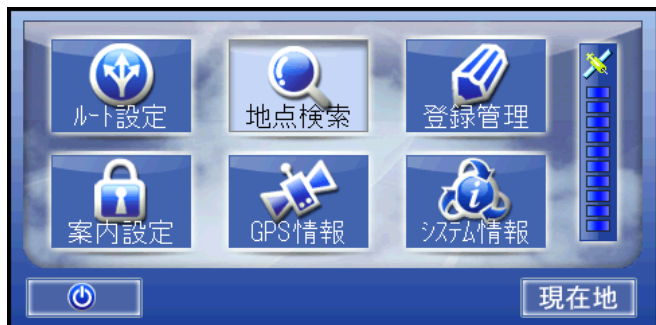 ルート設定
地点検索
登録管理
案内設定
GPS情報
システム情報
現在地